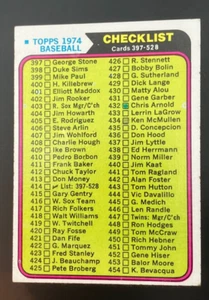 TOPPS 1974
BASEBALL
CHECKLIST
Cards 397-528
397 George Stone
398 Duke Sims
399 Mike Paul
400 H. Killebrew
401 Elliott Maddox
402 Jim Rooker
403 R. Sox Mgr/C'ch
404 Jim Howarth
405 E. Rodriguez
406 Steve Arlin
407 Jim Wohlford
408 Charlie Hough
409 Ike Brown
410 Pedro Borbon
411 Frank Baker
412 Chuck Taylor
413 Don Money
414 List: 397-528
415 Gary Gentry
416 W. Sox Mgr/C'ch
417 Rich Folkers
418 Walt Williams
419 W. Twitchell
420 Ray Fosse
421 Dan Fife
422 G. Marquez
423 Fred Stanley
424 J. Beauchamp
425 Pete Broberg
426 R. Stennett
427 Bobby Bolin
428 G. Sutherland
429 Dick Lange
430 Matty Alou
431 Gene Garber
432 Chris Arnold
433 Lerrin LaGrow
434 Ken McMullen
435 D. Concepcion
436 Don Hood
437 Jim Lyttle
438 Ed Herrmann
439 Norm Miller
440 Jim Kaat
441 Tom Ragland
442 Alan Foster
443 Tom Hutton
444 Vic Davalillo
445 George Medich
446 Len Randle
447 Twins Mgr/C'ch
448 Ron Hodges
449 Tom McCraw
450 Rich Hebner
451 Tommy John
452 Gene Hiser
453 Balor Moore
454 K. Bevacqua